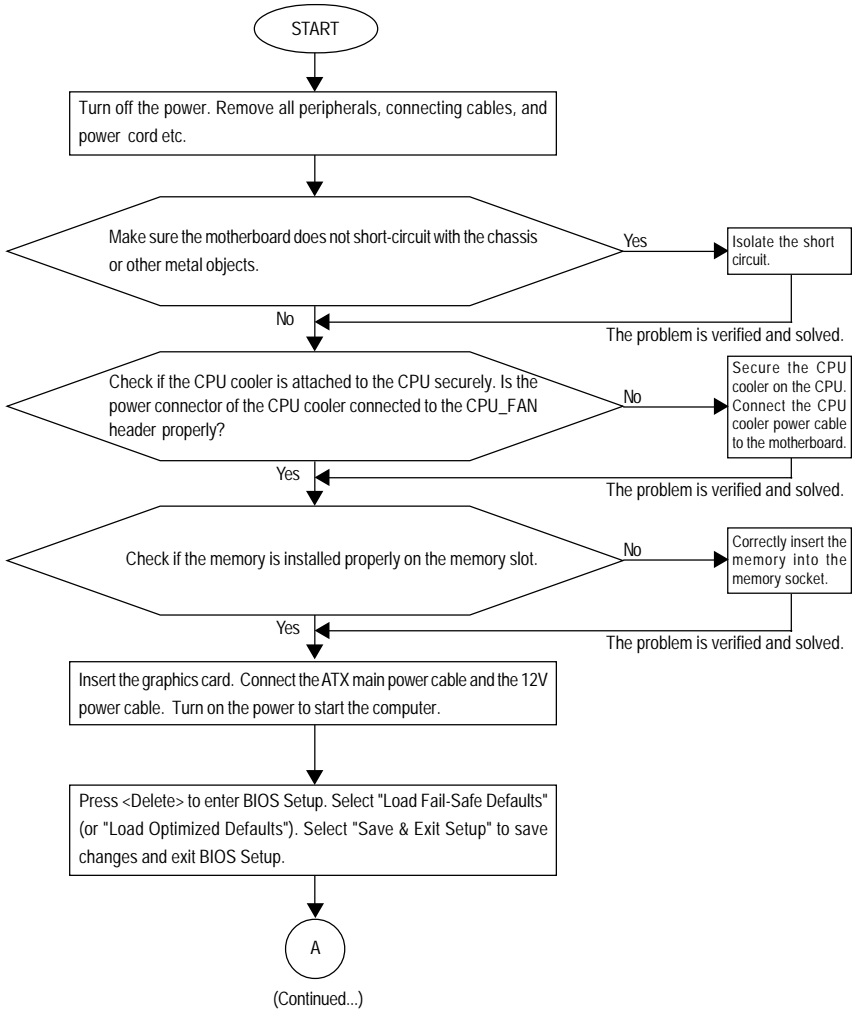 START
Turn off the power. Remove all peripherals, connecting cables, and
power cord etc.
Make sure the motherboard does not short-circuit with the chassis
or other metal objects.
Yes
Isolate the short
circuit.
No
The problem is verified and solved.
Check if the CPU cooler is attached to the CPU securely. Is the
power connector of the CPU cooler connected to the CPU_FAN
header properly?
No
Secure the CPU
cooler on the CPU.
Connect the CPU
cooler power cable
to the motherboard.
Yes
The problem is verified and solved.
Check if the memory is installed properly on the memory slot.
No
Correctly insert the
memory into the
memory socket.
Yes
The problem is verified and solved.
Insert the graphics card. Connect the ATX main power cable and the 12V
power cable. Turn on the power to start the computer.
Press <Delete> to enter BIOS Setup. Select "Load Fail-Safe Defaults"
(or "Load Optimized Defaults"). Select "Save & Exit Setup" to save
changes and exit BIOS Setup.
A
(Continued...)